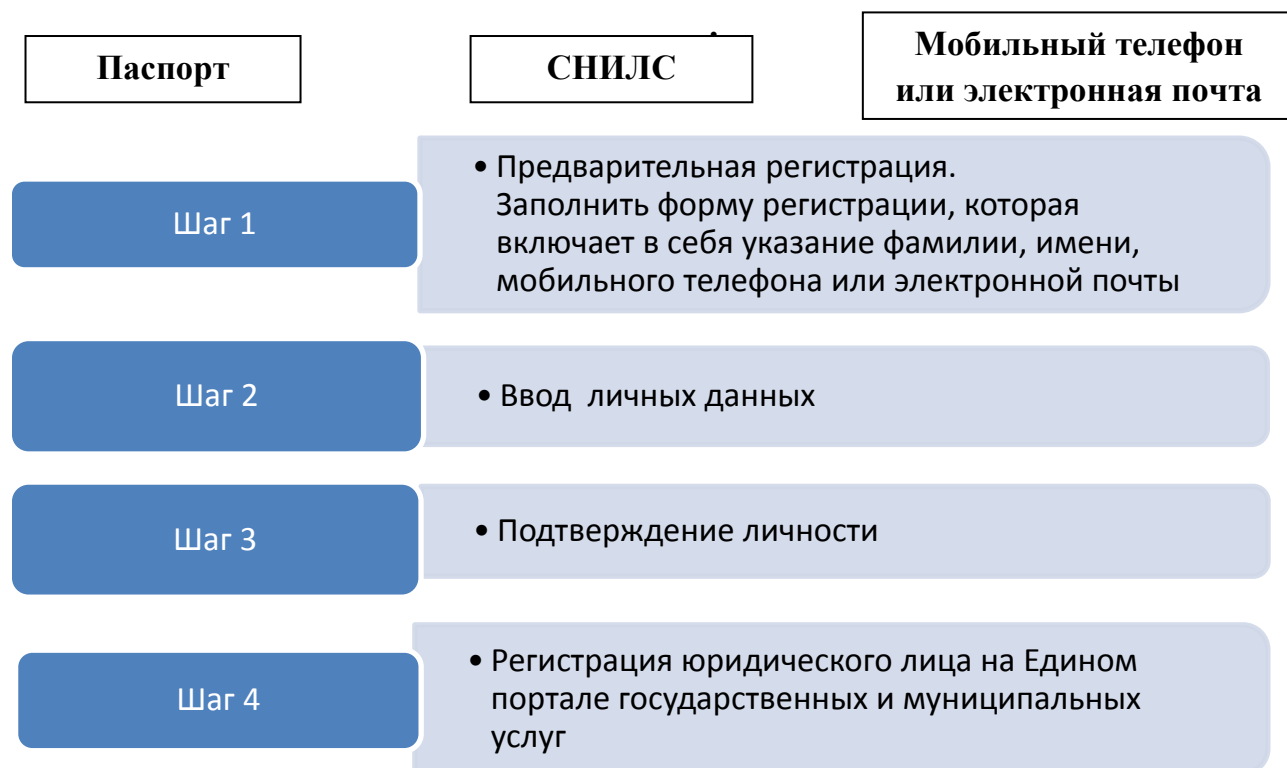 Паспорт
СНИЛС
Мобильный телефон
или электронная почта
Шаг 1
• Предварительная регистрация.
Заполнить форму регистрации, которая
включает в себя указание фамилии, имени,
мобильного телефона или электронной почты
Шаг 2
• Ввод личных данных
Шаг 3
• Подтверждение личности
Шаг 4
• Регистрация юридического лица на Едином
портале государственных и муниципальных
услуг